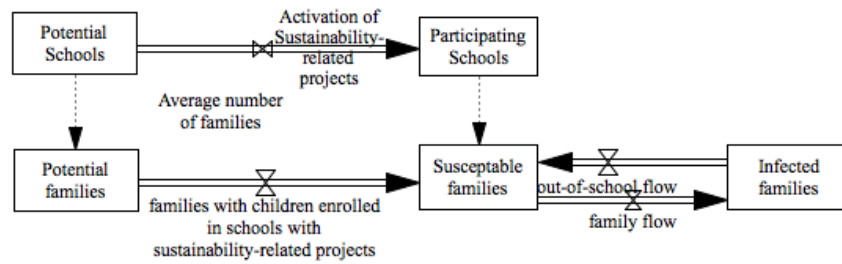 Potential
Schools
Activation of
Sustainability-
related
projects
Participating
Schools
Average number
of families
Potential
families
families with children enrolled
in schools with
sustainability-related projects
Susceptable
families
out-of-school flow
family flow
Infected
families